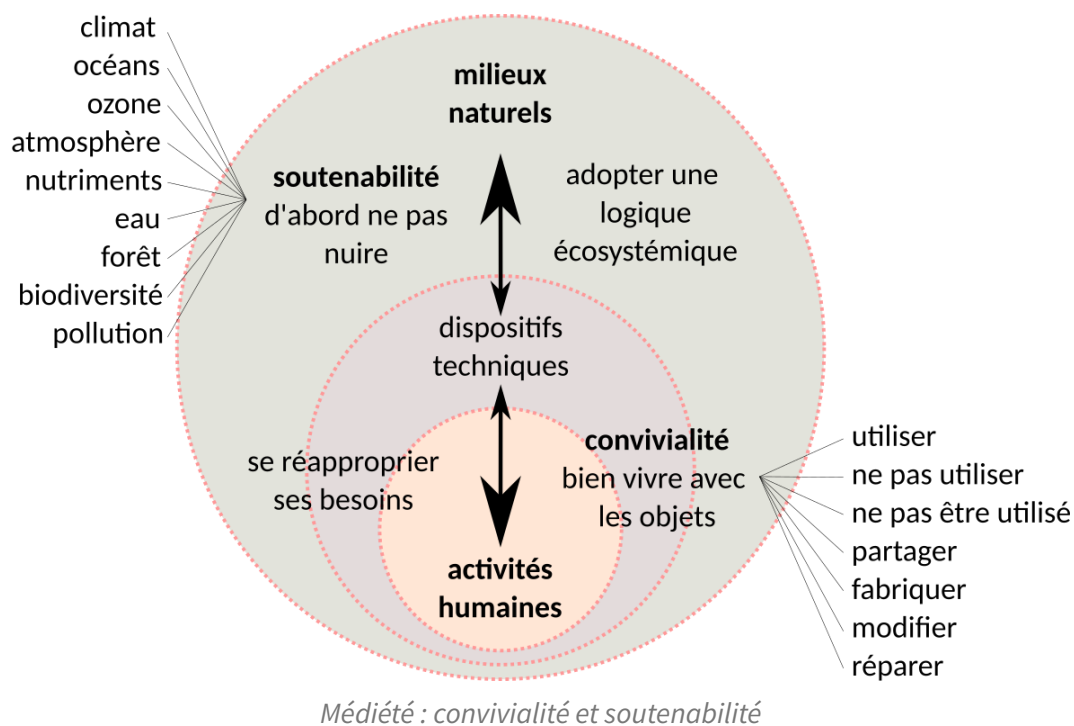 climat
océans
ozone
atmosphère
nutriments
eau
forêt
biodiversité
pollution
milieux
naturels
soutenabilité
d'abord ne pas
nuire
adopter une
logique
écosystémique
dispositifs
techniques
se réapproprier
ses besoins
convivialité
bien vivre avec
les objets
activités
humaines
utiliser
ne pas utiliser
ne pas être utilisé
partager
fabriquer
modifier
réparer
Médiété : convivialité et soutenabilité